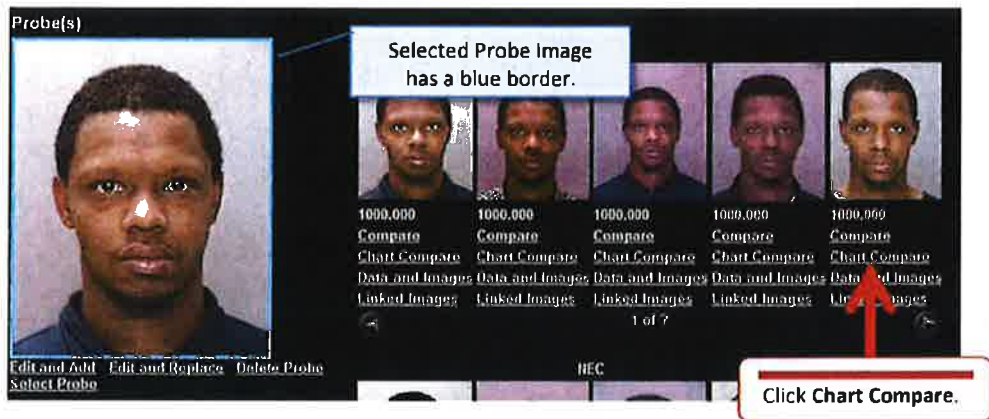 Probe(s)
Selected Probe Image
has a blue border.
1000.000 1000.000 1000.000 1000.000 1000.000
Compare Compare Compare Compare Compare
Chart Compare Chart Compare Chart Compare Chart Compare Chart Compare
Data and Images Data and Images Data and Images Data and Images Data and Images
Linked Images Linked Images Linked Images Linked Images
1 of 7
Edit and Add Edit and Replace Delete Probe
Select Probe
NEC
Click Chart Compare.